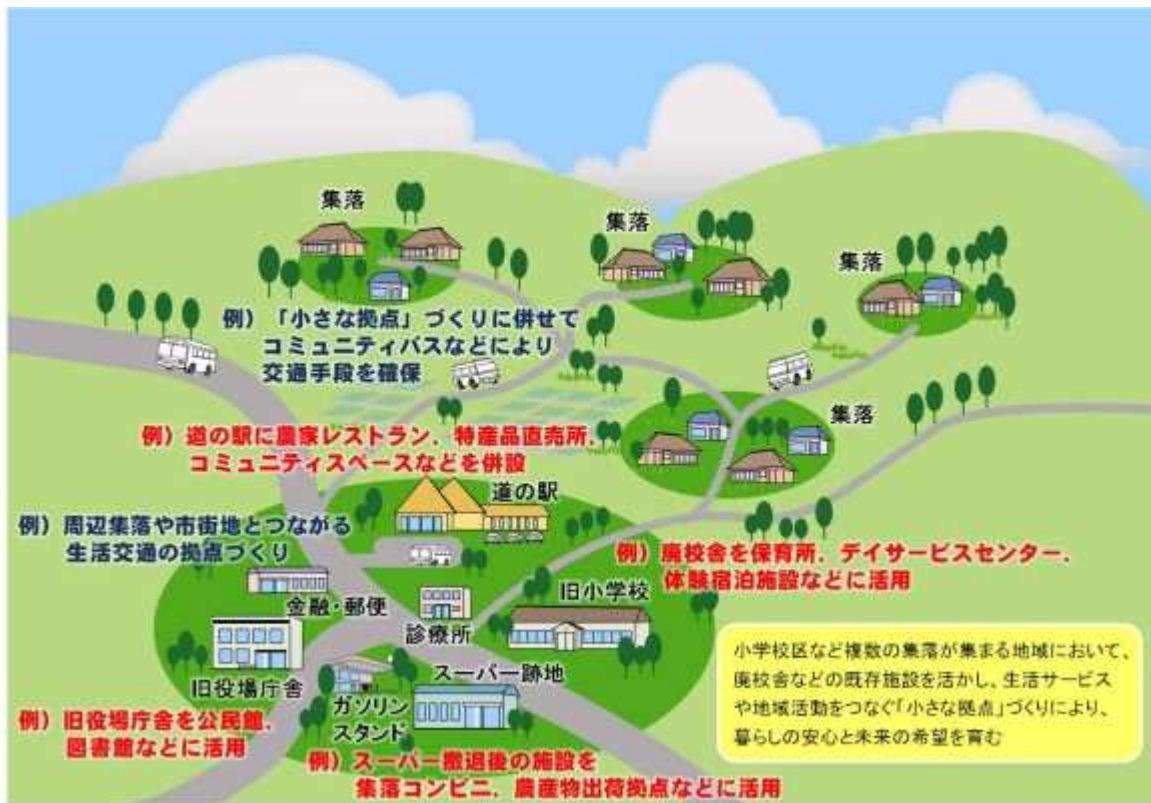 集落
集落
集落
例）「小さな拠点」づくりに併せて
コミュニティバスなどにより
交通手段を確保
集落
例）道の駅に農家レストラン、特産品直売所、
コミュニティスペースなどを併設
道の駅
例）周辺集落や市街地とつながる
生活交通の拠点づくり
例）廃校舎を保育所、デイサービスセンター、
体験宿泊施設などに活用
金融・郵便
診療所
旧小学校
旧役場庁舎
ガソリン
スタンド
スーパー跡地
例）旧役場庁舎を公民館、
図書館などに活用
例）スーパー撤退後の施設を
集落コンビニ、農産物出荷拠点などに活用
小学校区など複数の集落が集まる地域において、
廃校舎などの既存施設を活かし、生活サービス
や地域活動をつなぐ「小さな拠点」づくりにより、
暮らしの安心と未来の希望を育む